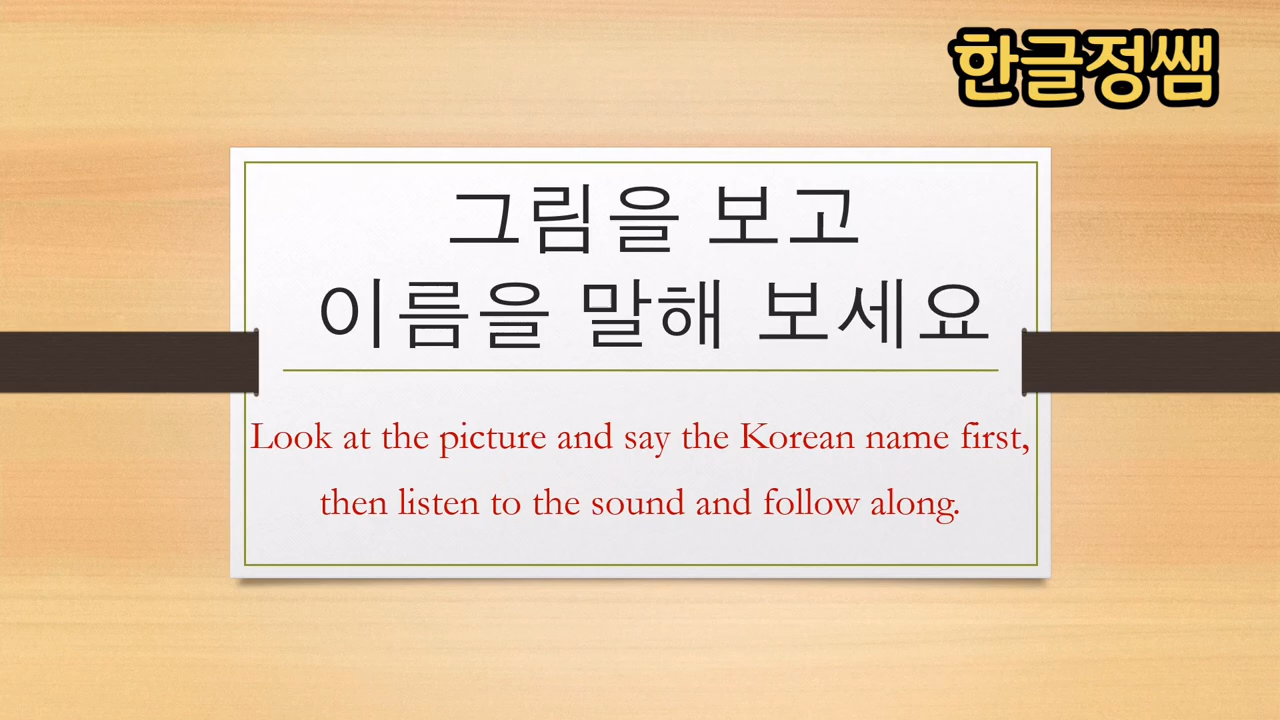 한글정쌤
그림을 보고
이름을 말해 보세요
Look at the picture and say the Korean name first,
then listen to the sound and follow along.